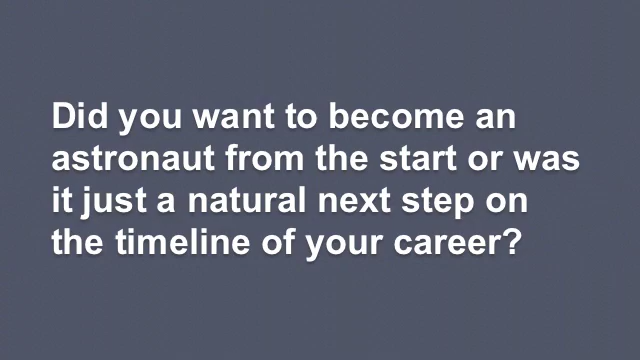 Did you want to become an
astronaut from the start or was
it just a natural next step on
the timeline of your career?